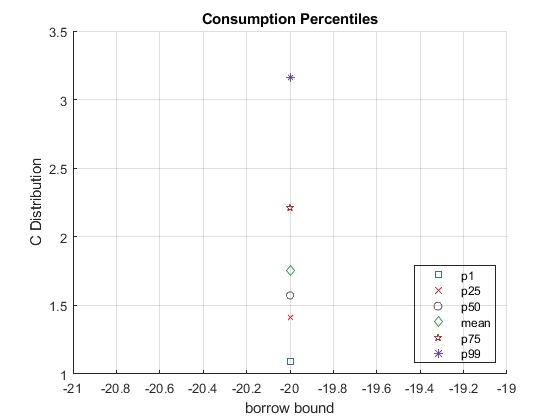 Consumption Percentiles
3.5
3
2.5
2
1.5
1
C Distribution
p1
p25
p50
mean
p75
p99
-21 -20.8 -20.6 -20.4 -20.2 -20 -19.8 -19.6 -19.4 -19.2 -19
borrow bound